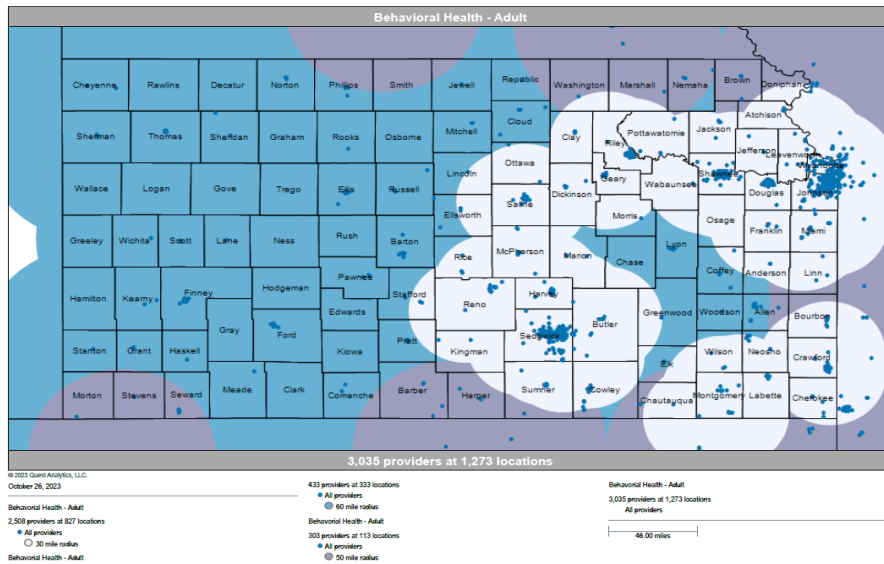 Behavioral Health - Adult
Cheyenne Rawlins Decatur Norton Phillips Smith Jewell Republic Washington Marshall Nemaha Brown Doniphan
Sherman Thomas Sheridan Graham Rooks Osborne Mitchell Cloud Clay Riley Pottawatomie Jackson Atchison
Jefferson Leavenworth Wyandotte
Wallace Logan Gove Trego Ellis Russell Lincoln Ottawa Saline Dickinson Geary Wabaunsee Shawnee Douglas Johnson
Greeley Wichita Scott Lane Ness Rush Barton Ellsworth McPherson Marion Morris Chase Lyon Osage Franklin Miami
Hamilton Kearny Finney Hodgeman Pawnee Stafford Rice Reno Harvey Butler Greenwood Coffey Anderson Linn
Gray Ford Edwards Sedgwick Woodson Allen Bourbon
Stanton Grant Haskell Kiowa Pratt Kingman Elk Wilson Neosho Crawford
Morton Stevens Seward Meade Clark Comanche Barber Harper Sumner Cowley Chautauqua Montgomery Labette Cherokee
3,035 providers at 1,273 locations
© 2023 Quest Analytics, LLC.
October 26, 2023
Behavorial Health - Adult
2,508 providers at 827 locations
All providers
30 mile radius
Behavorial Health - Adult
433 providers at 333 locations
All providers
60 mile radius
Behavorial Health - Adult
303 providers at 113 locations
All providers
50 mile radius
Behavorial Health - Adult
3,035 providers at 1,273 locations
All providers
46.00 miles